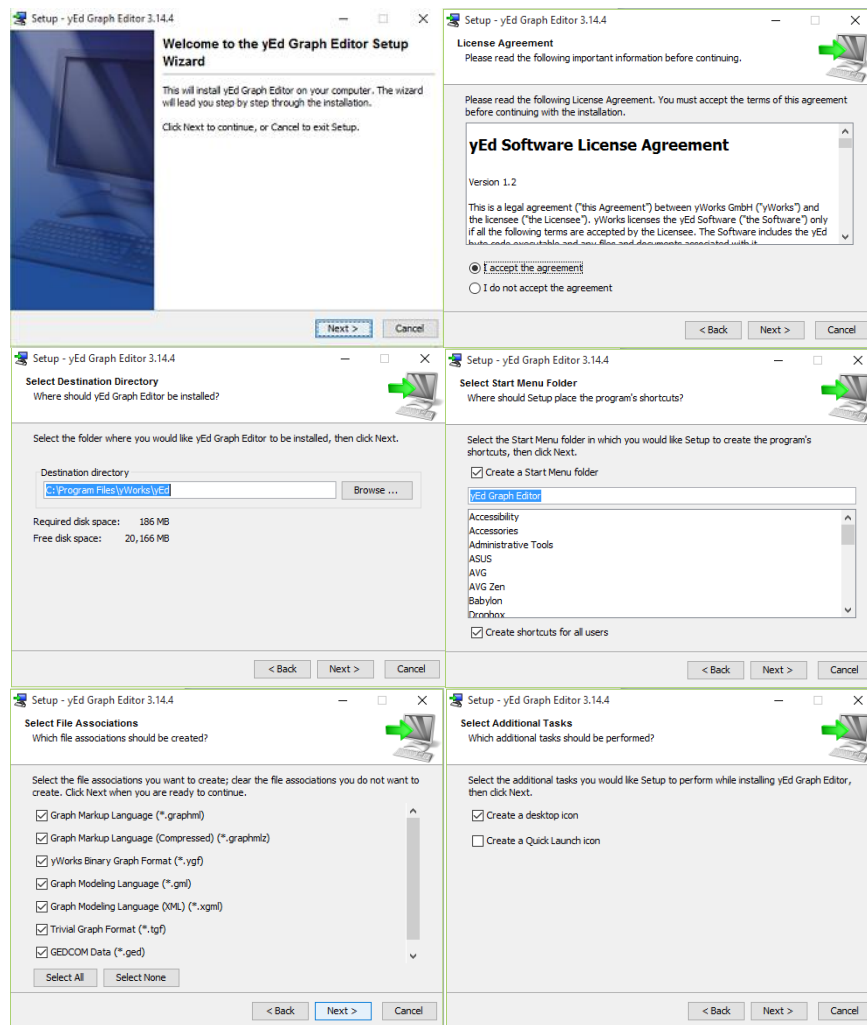 Setup - yEd Graph Editor 3.14.4
Welcome to the yEd Graph Editor Setup
Wizard
This will install yEd Graph Editor on your computer. The wizard
will lead you step by step through the installation.
Click Next to continue, or Cancel to exit Setup.
Next >
Cancel
Setup - yEd Graph Editor 3.14.4
License Agreement
Please read the following important information before continuing.
Please read the following License Agreement. You must accept the terms of this agreement
before continuing with the installation.
yEd Software License Agreement
Version 1.2
This is a legal agreement ("this Agreement") between yWorks GmbH ("yWorks") and
the licensee ("the Licensee"). yWorks licenses the yEd Software ("the Software") only
if all the following terms are accepted by the Licensee. The Software includes the yEd
byte code executable and any files and documents associated with it.
I accept the agreement
I do not accept the agreement
< Back
Next >
Cancel
Setup - yEd Graph Editor 3.14.4
Select Destination Directory
Where should yEd Graph Editor be installed?
Select the folder where you would like yEd Graph Editor to be installed, then click Next.
Destination directory
C:\Program Files\yWorks\yEd
Browse ...
Required disk space: 186 MB
Free disk space: 20,166 MB
< Back
Next >
Cancel
Setup - yEd Graph Editor 3.14.4
Select Start Menu Folder
Where should Setup place the program's shortcuts?
Select the Start Menu folder in which you would like Setup to create the program's
shortcuts, then click Next.
Create a Start Menu folder
yEd Graph Editor
Accessibility
Accessories
Administrative Tools
ASUS
AVG
AVG Zen
Babylon
Dropbox
Create shortcuts for all users
< Back
Next >
Cancel
Setup - yEd Graph Editor 3.14.4
Select File Associations
Which file associations should be created?
Select the file associations you want to create; clear the file associations you do not want to
create. Click Next when you are ready to continue.
Graph Markup Language (*.graphml)
Graph Markup Language (Compressed) (*.graphmlz)
yWorks Binary Graph Format (*.ygf)
Graph Modeling Language (*.gml)
Graph Modeling Language (XML) (*.xgml)
Trivial Graph Format (*.tgf)
GEDCOM Data (*.ged)
Select All
Select None
< Back
Next >
Cancel
Setup - yEd Graph Editor 3.14.4
Select Additional Tasks
Which additional tasks should be performed?
Select the additional tasks you would like Setup to perform while installing yEd Graph Editor,
then click Next.
Create a desktop icon
Create a Quick Launch icon
< Back
Next >
Cancel